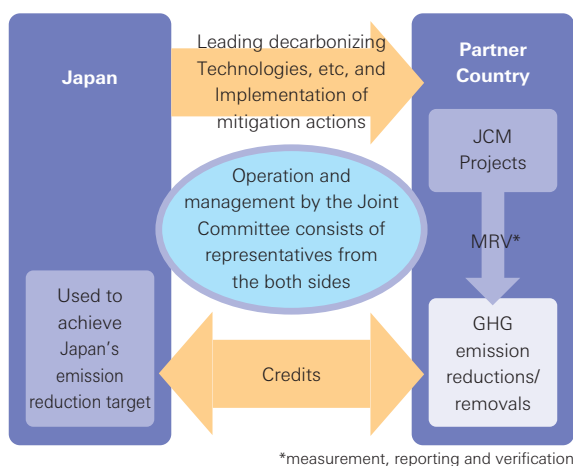 Japan
Leading decarbonizing
Technologies, etc, and
Implementation of
mitigation actions
Partner
Country
JCM
Projects
Operation and
management by the Joint
Committee consists of
representatives from
the both sides
MRV*
Used to
achieve
Japan’s
emission
reduction target
Credits
GHG
emission
reductions/
removals
*measurement, reporting and verification